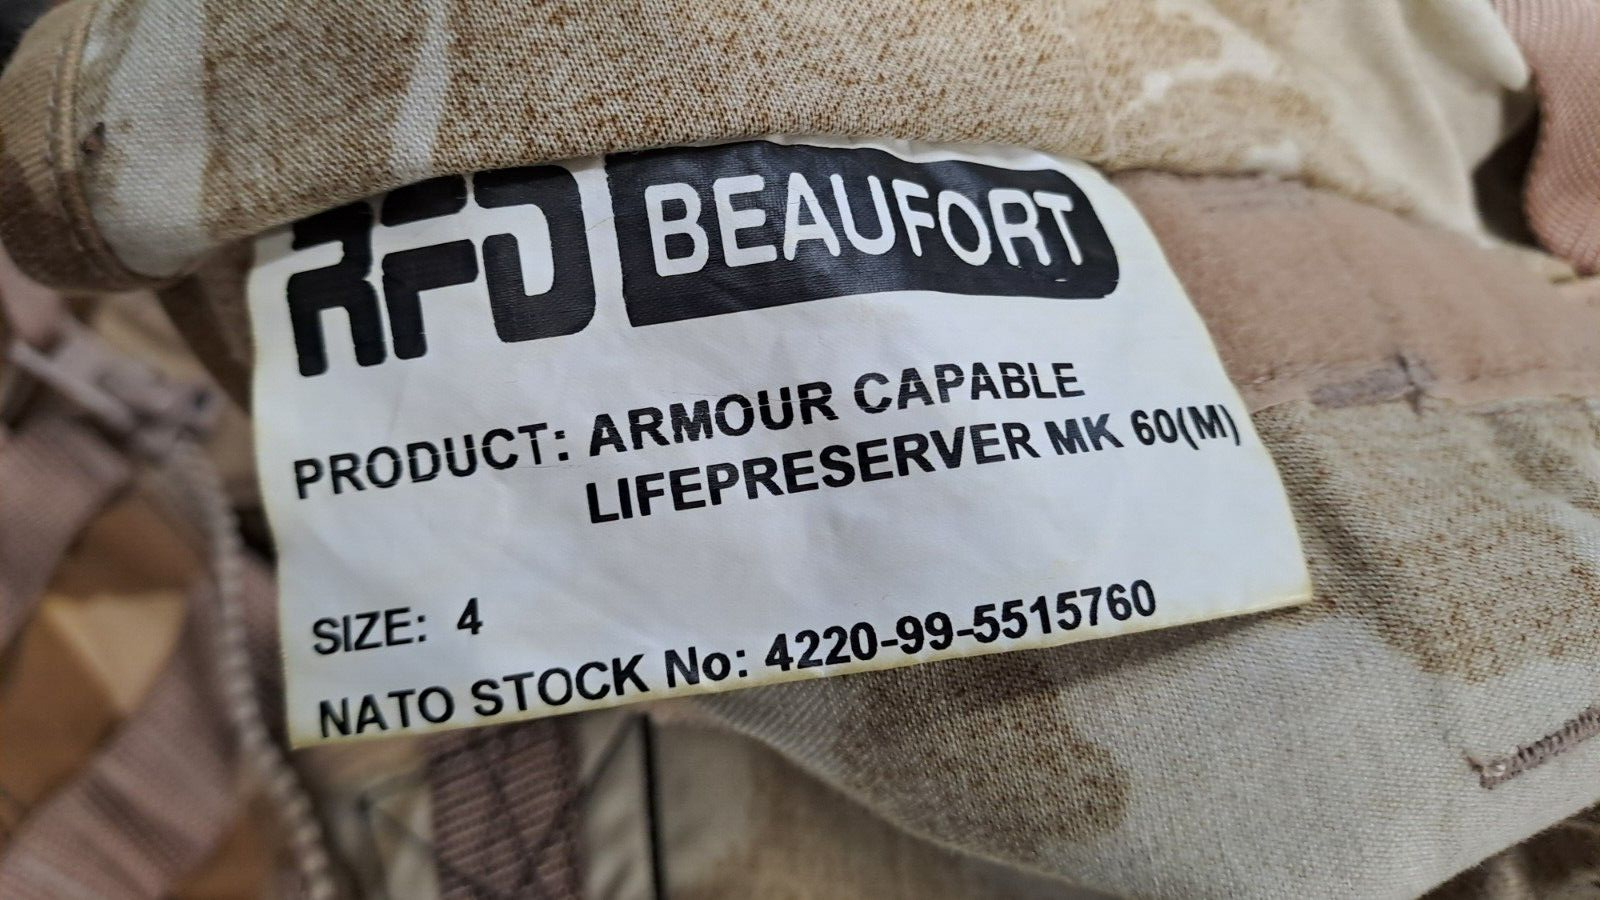 RFD BEAUFORT
PRODUCT: ARMOUR CAPABLE
LIFEPRESERVER MK 60(M)
SIZE: 4
NATO STOCK No: 4220-99-5515760